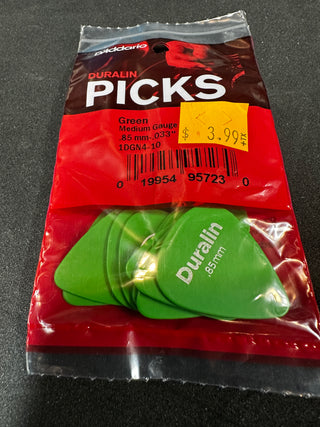 D'Addario
DURALIN
PICKS
Green
Medium Gauge
.85 mm-.033"
1DGN4-10
$ 3.99
0 19954 95723 0
Duralin
.85mm